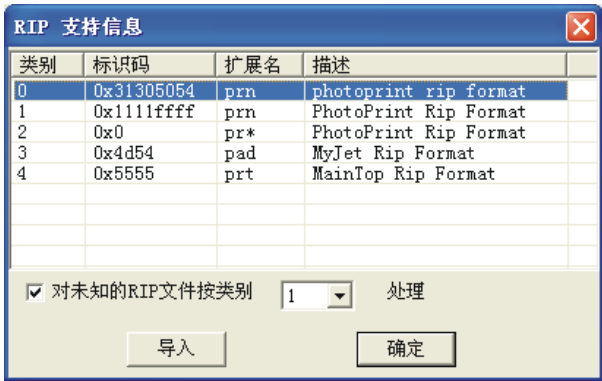 RIP 支持信息
类别 标识码 扩展名 描述
0 0x31305054 prn photoprint rip format
1 0x1111ffff prn PhotoPrint Rip Format
2 0x0 pr* PhotoPrint Rip Format
3 0x4d54 pad MyJet Rip Format
4 0x5555 prt MainTop Rip Format
对未知的RIP文件按类别 1 处理
导入 确定